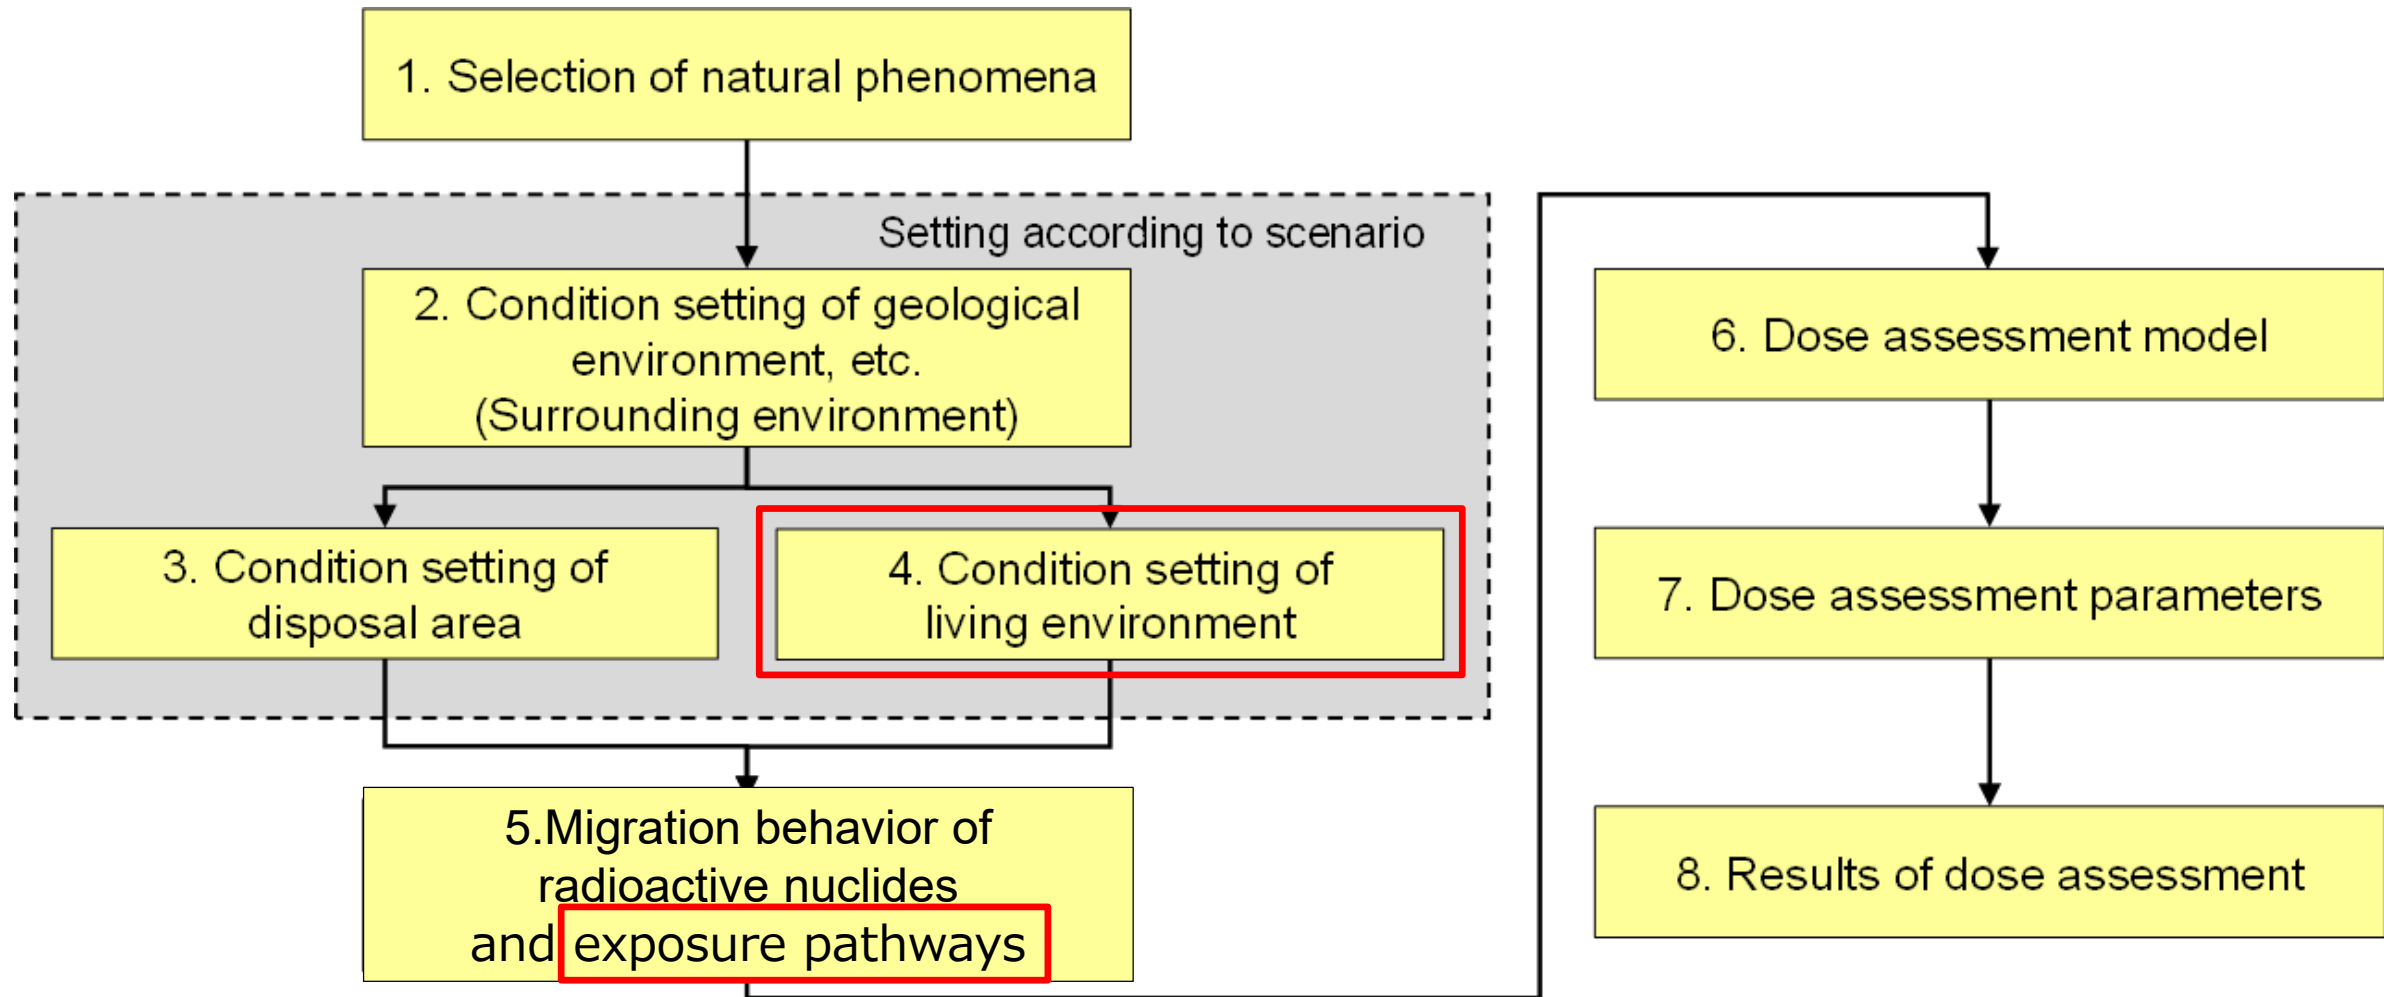 1. Selection of natural phenomena
Setting according to scenario
2. Condition setting of geological
environment, etc.
(Surrounding environment)
3. Condition setting of
disposal area
4. Condition setting of
living environment
5.Migration behavior of
radioactive nuclides
and exposure pathways
6. Dose assessment model
7. Dose assessment parameters
8. Results of dose assessment